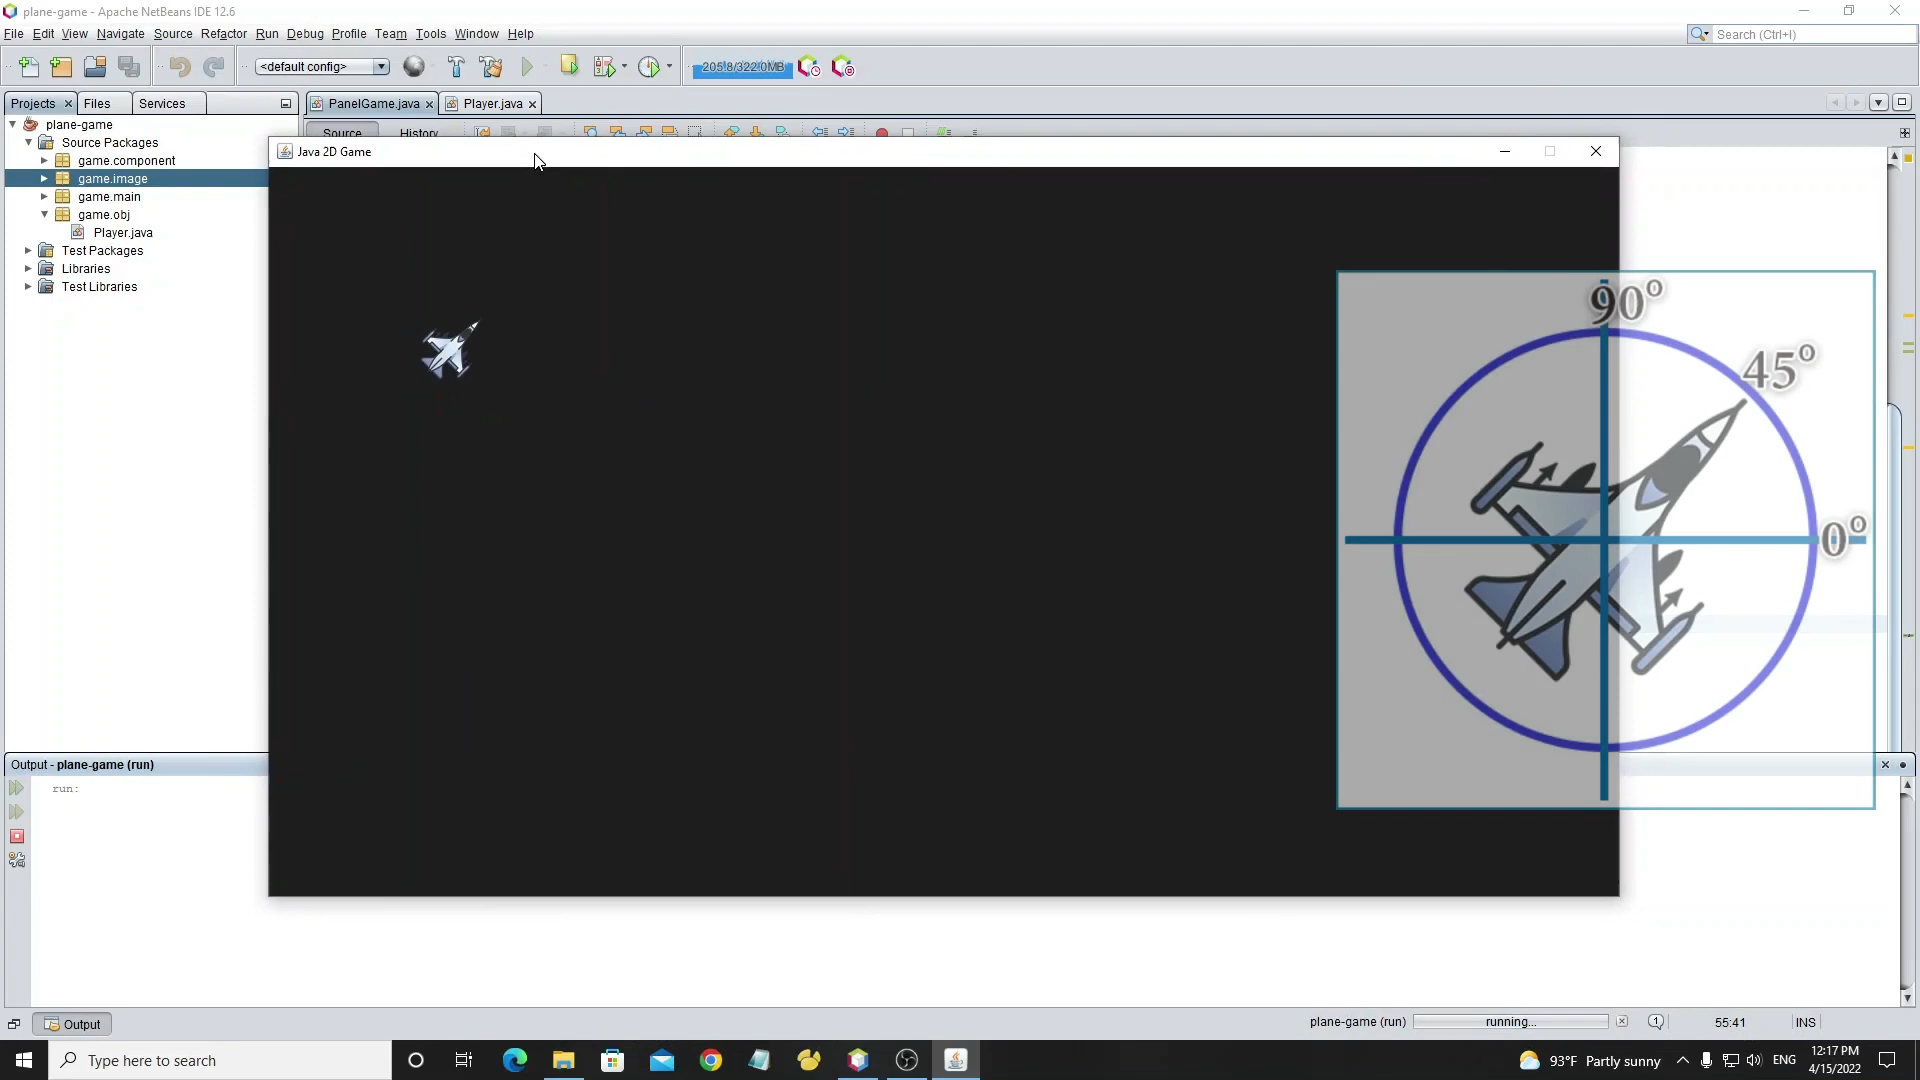 plane-game - Apache NetBeans IDE 12.6
File Edit View Navigate Source Refactor Run Debug Profile Team Tools Window Help
Search (Ctrl+I)
<default config>
205.8/322.0MB
Projects Files Services
PanelGame.java Player.java
plane-game
Source History
Source Packages
Java 2D Game
game.component
game.image
game.main
game.obj
Player.java
Test Packages
Libraries
Test Libraries
90°
45°
0°
Output - plane-game (run)
run:
Output
plane-game (run) running... 1 55:41 INS
Type here to search
93°F Partly sunny ENG
12:17 PM
4/15/2022